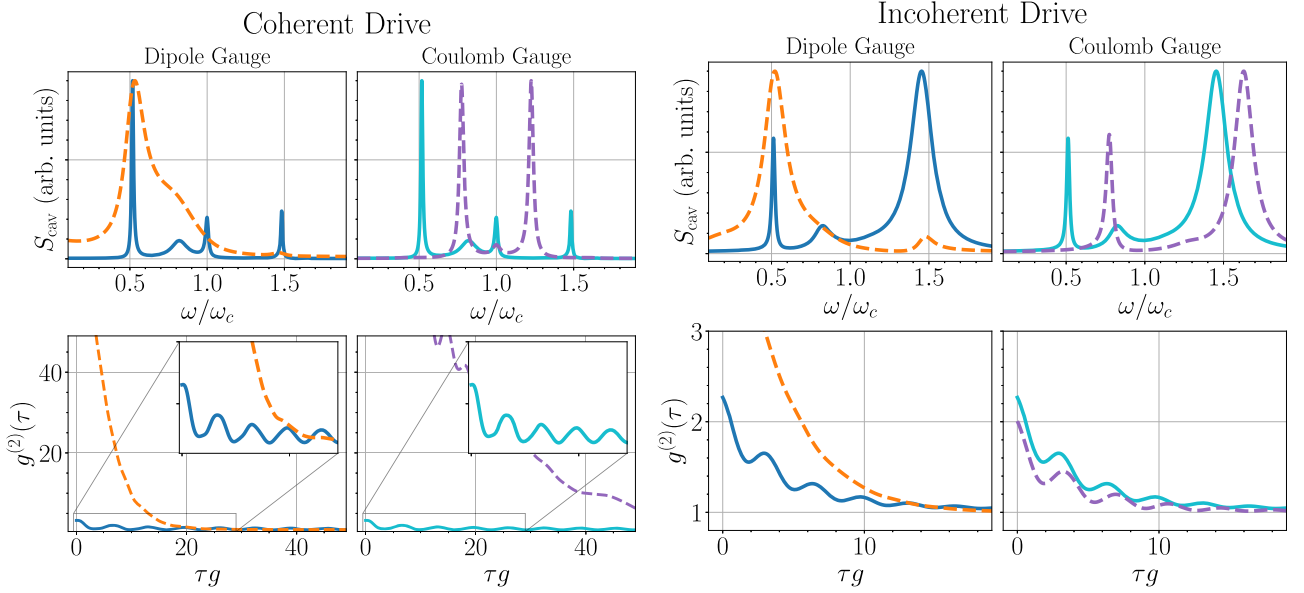 Coherent Drive
Dipole Gauge
Coulomb Gauge
S_cav (arb. units)
0.5 1.0 1.5
0.5 1.0 1.5
ω/ω_c
ω/ω_c
40
20
g^(2)(τ)
0 20 40
0 20 40
τg
τg
Incoherent Drive
Dipole Gauge
Coulomb Gauge
S_cav (arb. units)
0.5 1.0 1.5
0.5 1.0 1.5
ω/ω_c
ω/ω_c
3
2
1
g^(2)(τ)
0 10
0 10
τg
τg